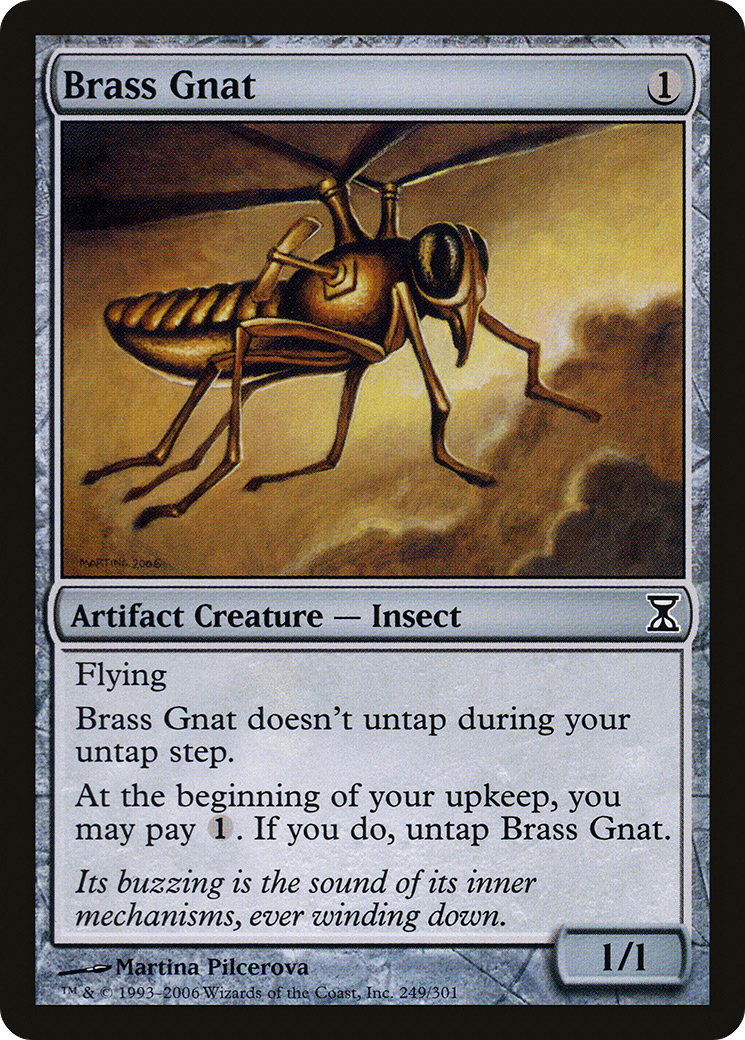 Brass Gnat
1
MARTINA 2006
Artifact Creature — Insect
Flying
Brass Gnat doesn't untap during your
untap step.
At the beginning of your upkeep, you
may pay 1. If you do, untap Brass Gnat.
Its buzzing is the sound of its inner
mechanisms, ever winding down.
1/1
Martina Pilcerova
™ & © 1993–2006 Wizards of the Coast, Inc. 249/301